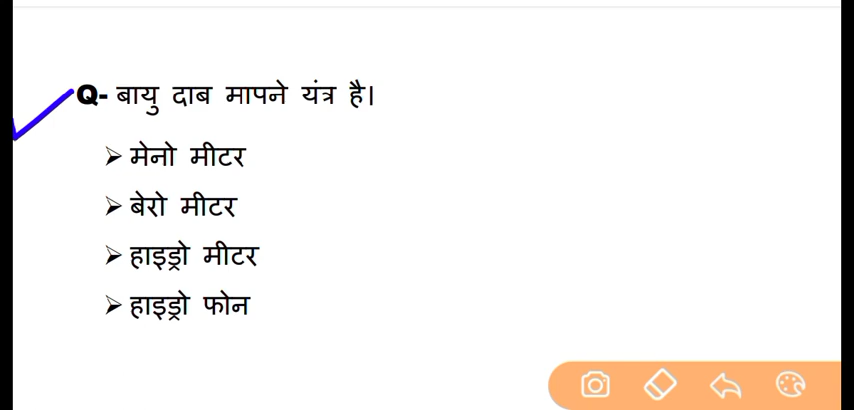 Q- बायु दाब मापने यंत्र है।
➢ मेनो मीटर
➢ बेरो मीटर
➢ हाइड्रो मीटर
➢ हाइड्रो फोन